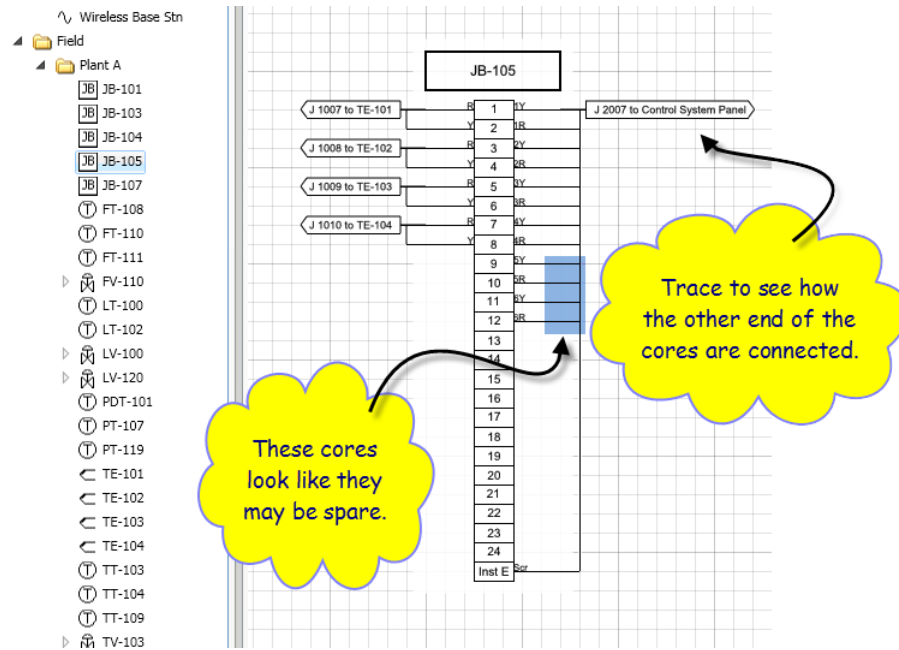 Wireless Base Stn
Field
Plant A
JB JB-101
JB JB-103
JB JB-104
JB JB-105
JB JB-107
T FT-108
T FT-110
T FT-111
FV-110
T LT-100
T LT-102
LV-100
LV-120
T PDT-101
T PT-107
T PT-119
TE-101
TE-102
TE-103
TE-104
T TT-103
T TT-104
T TT-109
TV-103
JB-105
J 1007 to TE-101 R 1 1Y J 2007 to Control System Panel
Y 2 1R
J 1008 to TE-102 R 3 2Y
Y 4 2R
J 1009 to TE-103 R 5 3Y
Y 6 3R
J 1010 to TE-104 R 7 4Y
Y 8 4R
9 5Y
10 5R
11 6Y
12 6R
13
14
15
16
17
18
19
20
21
22
23
24
Inst E Scr
These cores
look like they
may be spare.
Trace to see how
the other end of the
cores are connected.